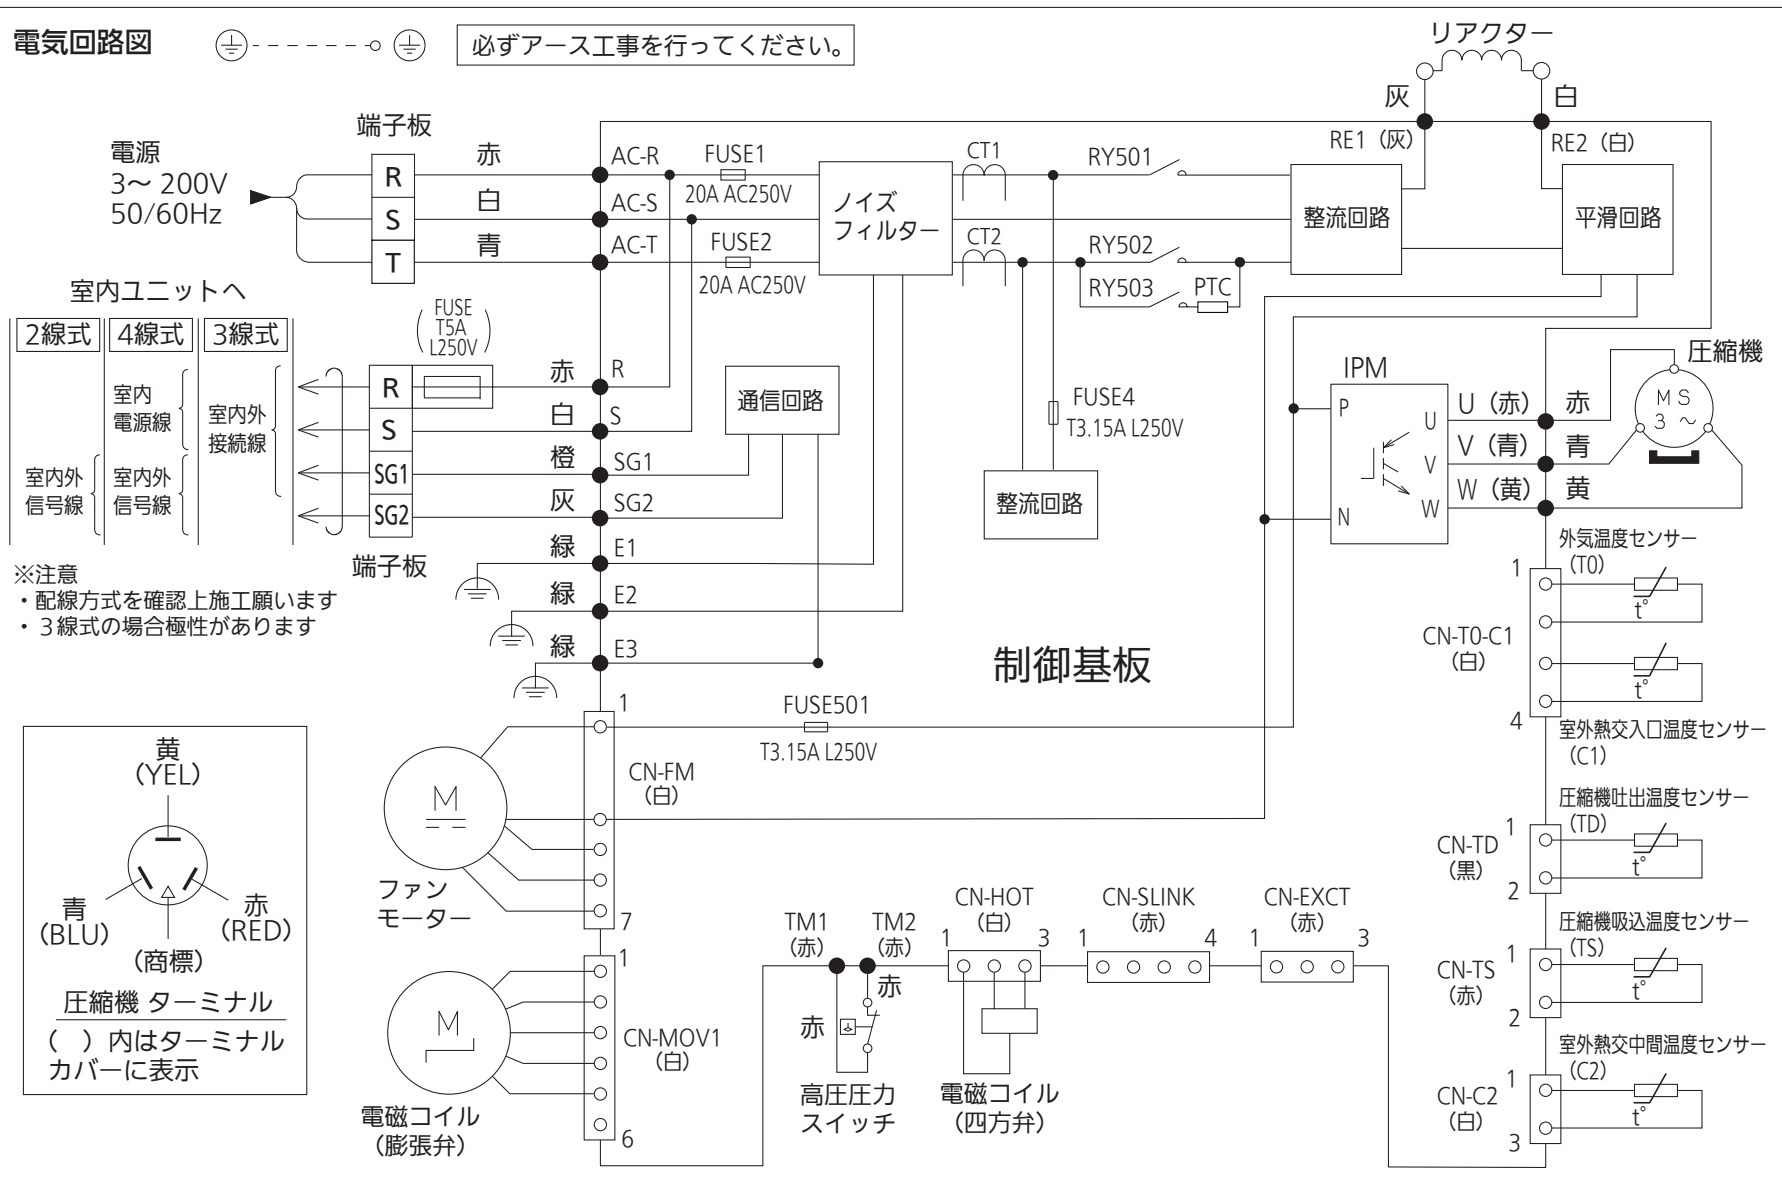 電気回路図
必ずアース工事を行ってください。
リアクター
灰
白
RE1（灰）
RE2（白）
端子板
電源
3～ 200V
50/60Hz
R
S
T
赤
白
青
AC-R
AC-S
AC-T
FUSE1
20A AC250V
FUSE2
20A AC250V
ノイズ
フィルター
CT1
CT2
RY501
RY502
RY503
PTC
整流回路
平滑回路
室内ユニットへ
2線式
4線式
3線式
室内
電源線
室内外
接続線
室内外
信号線
室内外
信号線
FUSE
T5A
L250V
R
S
SG1
SG2
端子板
赤
白
橙
灰
緑
緑
緑
R
S
SG1
SG2
E1
E2
E3
通信回路
FUSE4
T3.15A L250V
整流回路
IPM
P
N
U
V
W
U（赤）
V（青）
W（黄）
赤
青
黄
圧縮機
M S
3 ～
※注意
・配線方式を確認上施工願います
・３線式の場合極性があります
制御基板
外気温度センサー
(T0)
1
t°
CN-T0-C1
(白)
t°
4
室外熱交入口温度センサー
(C1)
圧縮機吐出温度センサー
(TD)
1
CN-TD
(黒)
t°
2
圧縮機吸込温度センサー
(TS)
1
CN-TS
(赤)
t°
2
室外熱交中間温度センサー
(C2)
1
CN-C2
(白)
t°
3
1
FUSE501
T3.15A L250V
CN-FM
(白)
7
M
ファン
モーター
1
CN-MOV1
(白)
6
M
電磁コイル
(膨張弁)
TM1
(赤)
TM2
(赤)
赤
赤
高圧圧力
スイッチ
CN-HOT
(白)
1
3
電磁コイル
(四方弁)
CN-SLINK
(赤)
1
4
CN-EXCT
(赤)
1
3
黄
(YEL)
青
(BLU)
赤
(RED)
(商標)
圧縮機 ターミナル
(　) 内はターミナル
カバーに表示